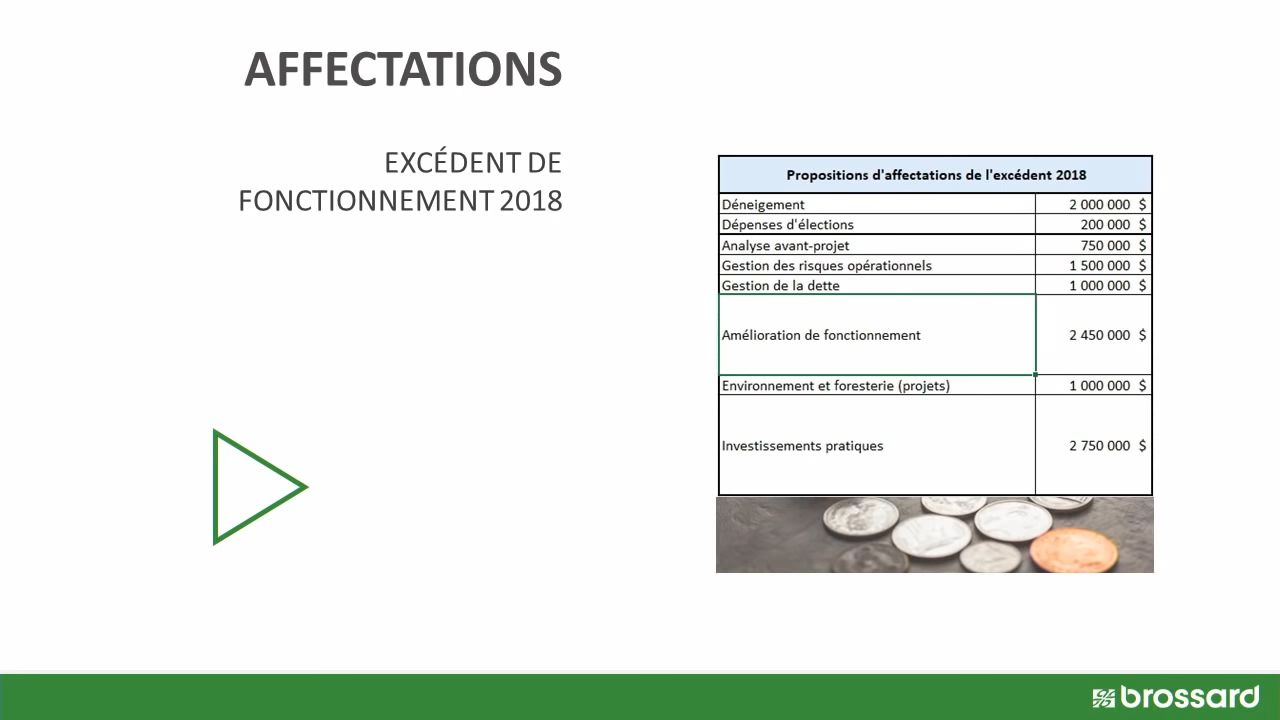 AFFECTATIONS
EXCÉDENT DE
FONCTIONNEMENT 2018
Propositions d'affectations de l'excédent 2018
Déneigement 2 000 000 $
Dépenses d'élections 200 000 $
Analyse avant-projet 750 000 $
Gestion des risques opérationnels 1 500 000 $
Gestion de la dette 1 000 000 $
Amélioration de fonctionnement 2 450 000 $
Environnement et foresterie (projets) 1 000 000 $
Investissements pratiques 2 750 000 $
brossard